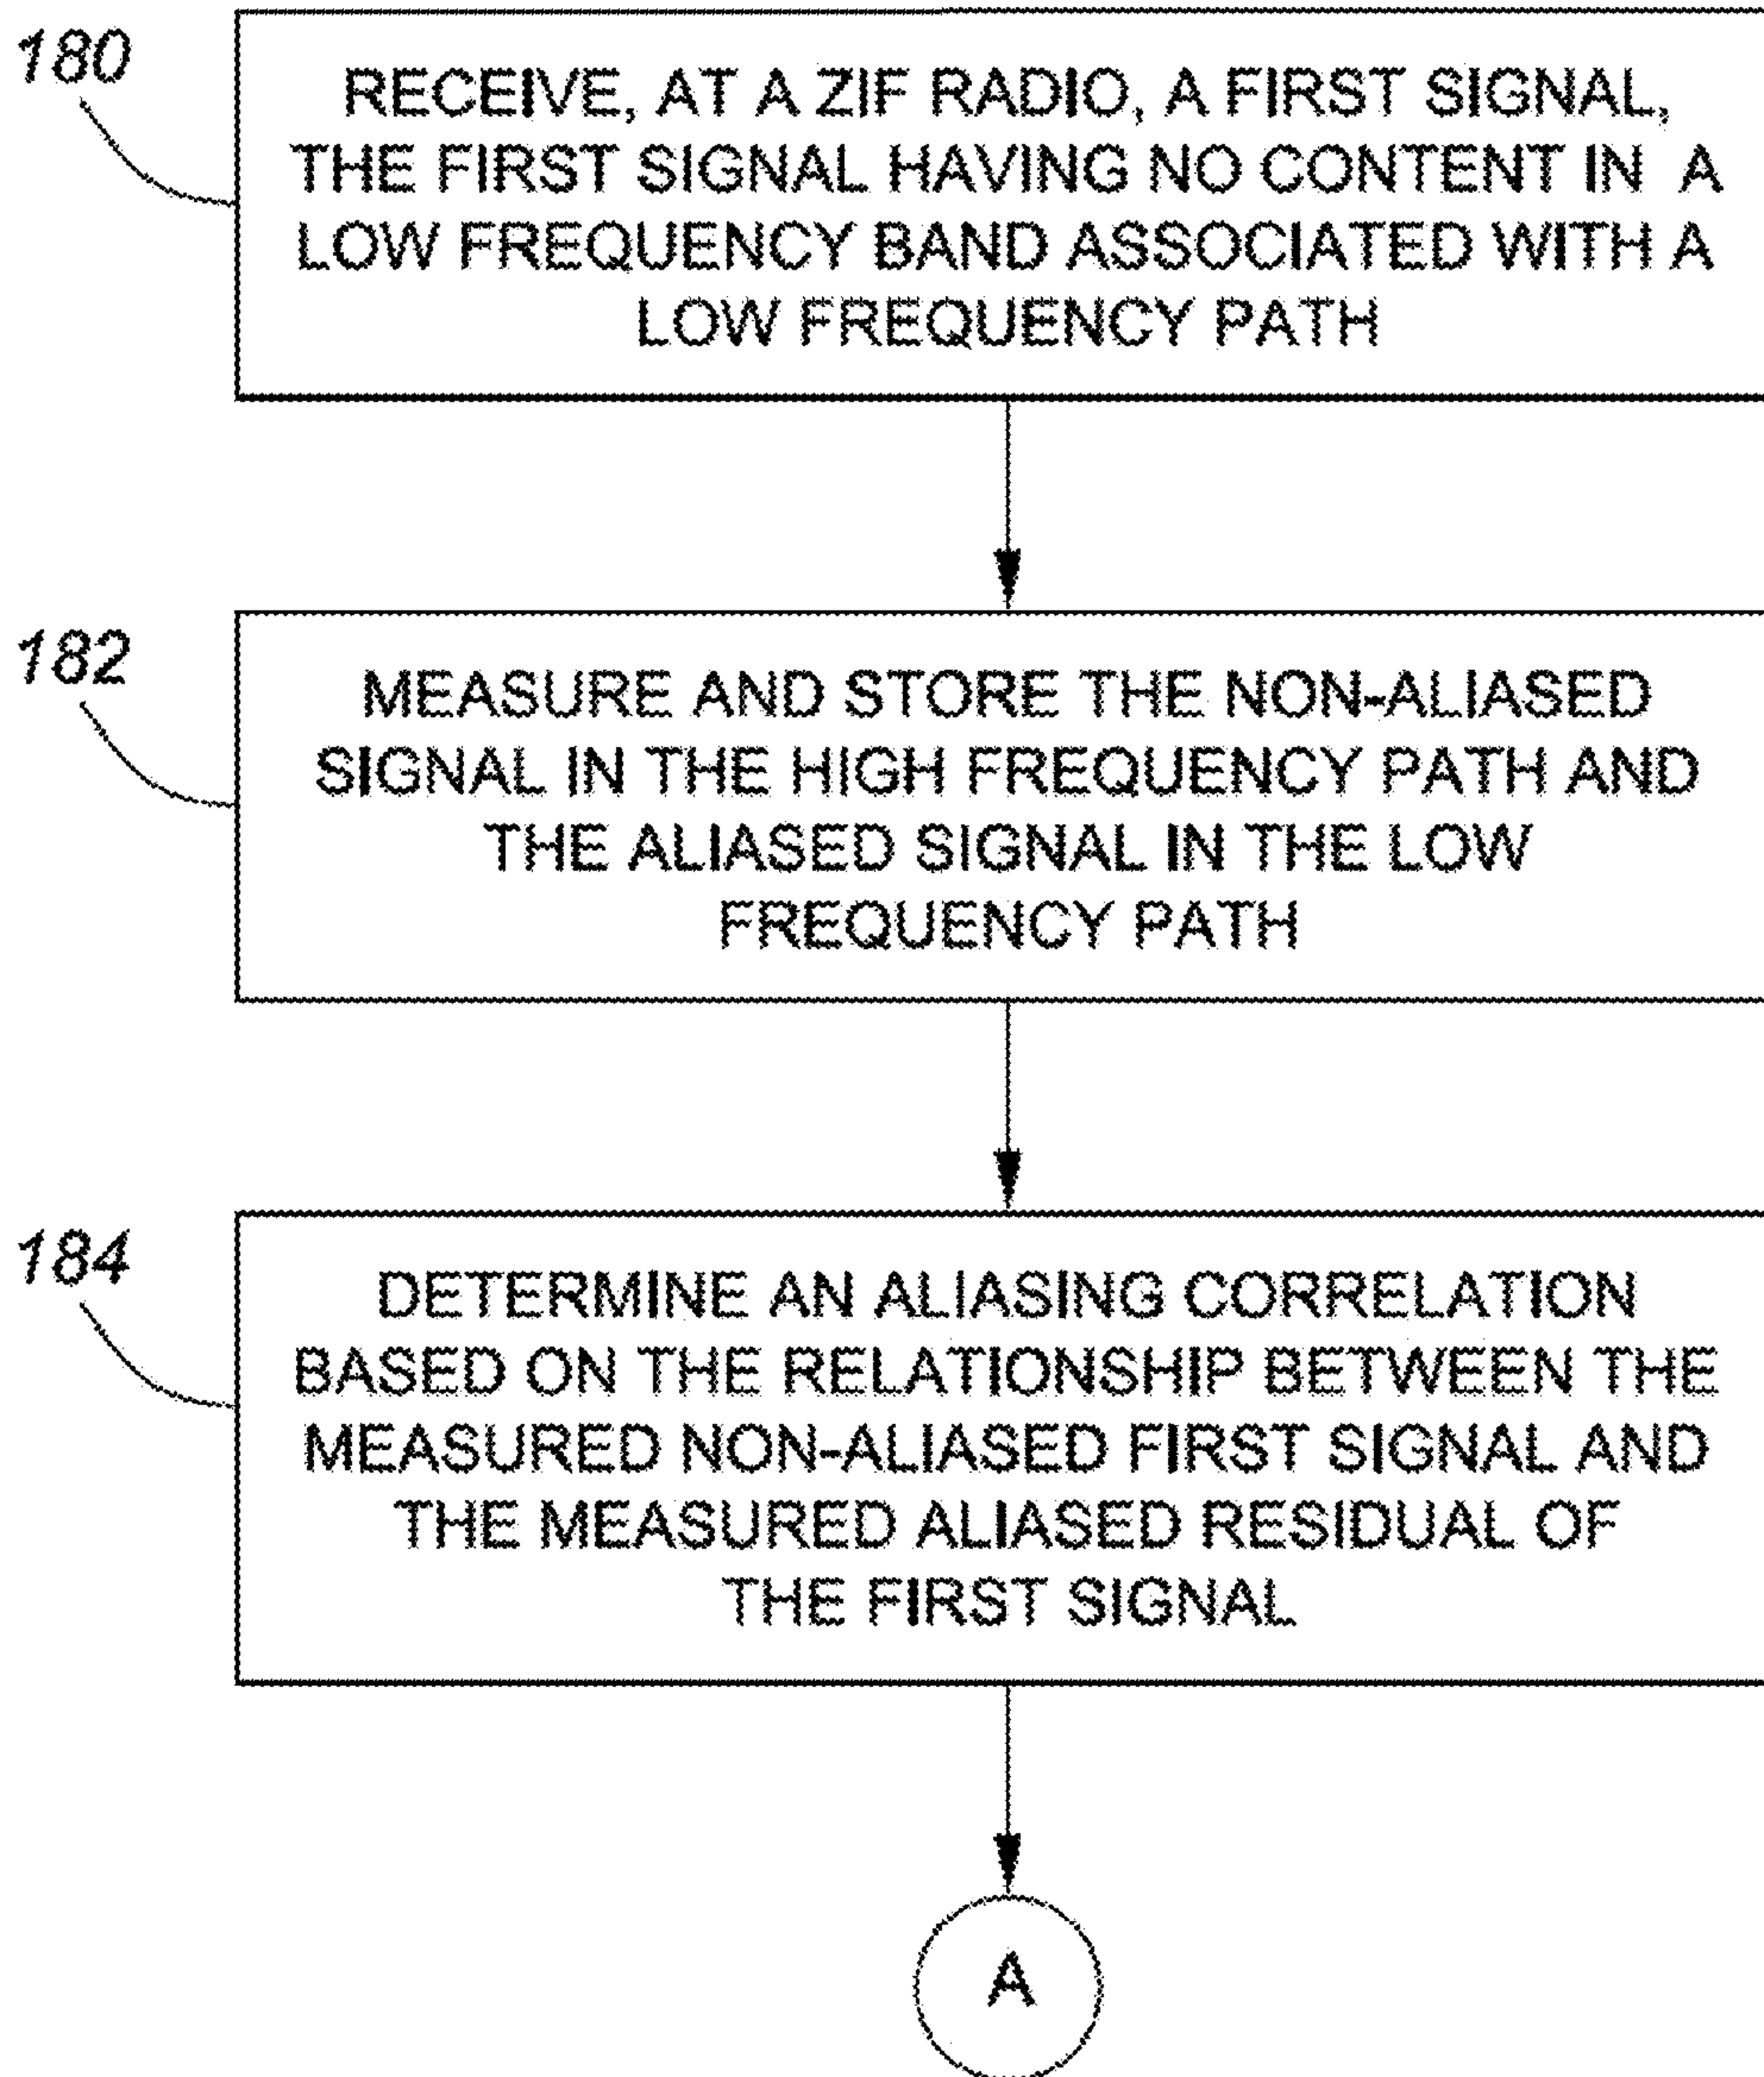 180
RECEIVE, AT A ZIF RADIO, A FIRST SIGNAL,
THE FIRST SIGNAL HAVING NO CONTENT IN A
LOW FREQUENCY BAND ASSOCIATED WITH A
LOW FREQUENCY PATH
182
MEASURE AND STORE THE NON-ALIASED
SIGNAL IN THE HIGH FREQUENCY PATH AND
THE ALIASED SIGNAL IN THE LOW
FREQUENCY PATH
184
DETERMINE AN ALIASING CORRELATION
BASED ON THE RELATIONSHIP BETWEEN THE
MEASURED NON-ALIASED FIRST SIGNAL AND
THE MEASURED ALIASED RESIDUAL OF
THE FIRST SIGNAL
A